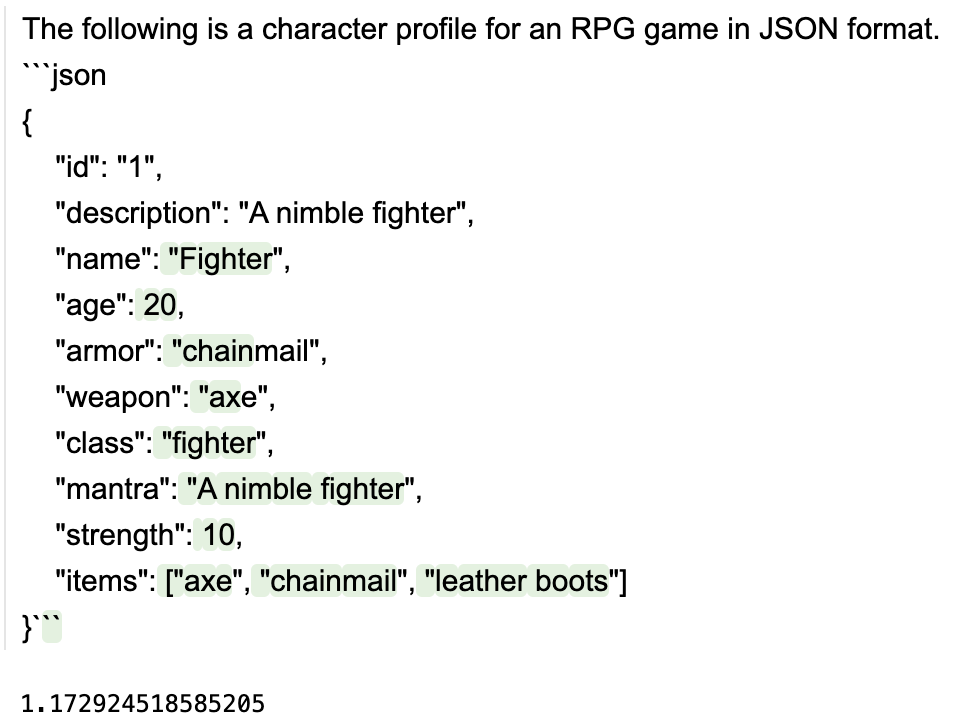 The following is a character profile for an RPG game in JSON format.
```json
{
    "id": "1",
    "description": "A nimble fighter",
    "name": "Fighter",
    "age": 20,
    "armor": "chainmail",
    "weapon": "axe",
    "class": "fighter",
    "mantra": "A nimble fighter",
    "strength": 10,
    "items": ["axe", "chainmail", "leather boots"]
}```
1.172924518585205